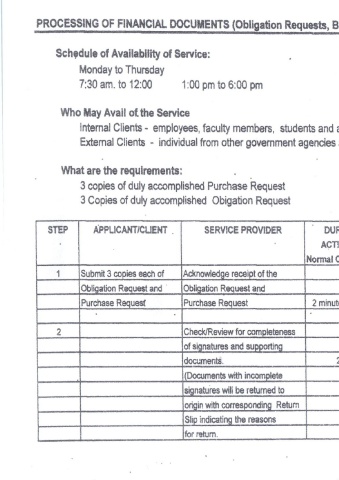 PROCESSING OF FINANCIAL DOCUMENTS (Obligation Requests, B
Schedule of Availability of Service:
Monday to Thursday
7:30 am. to 12:00 1:00 pm to 6:00 pm
Who May Avail of the Service
Internal Clients - employees, faculty members, students and a
External Clients - individual from other government agencies
What are the requirements:
3 copies of duly accomplished Purchase Request
3 Copies of duly accomplished Obigation Request
STEP APPLICANT/CLIENT SERVICE PROVIDER DUR
ACTI
Normal C
1 Submit 3 copies each of Acknowledge receipt of the
Obligation Request and Obligation Request and
Purchase Request Purchase Request 2 minut
2 Check/Review for completeness
of signatures and supporting
documents. 2
(Documents with incomplete
signatures will be returned to
origin with corresponding Return
Slip indicating the reasons
for return.